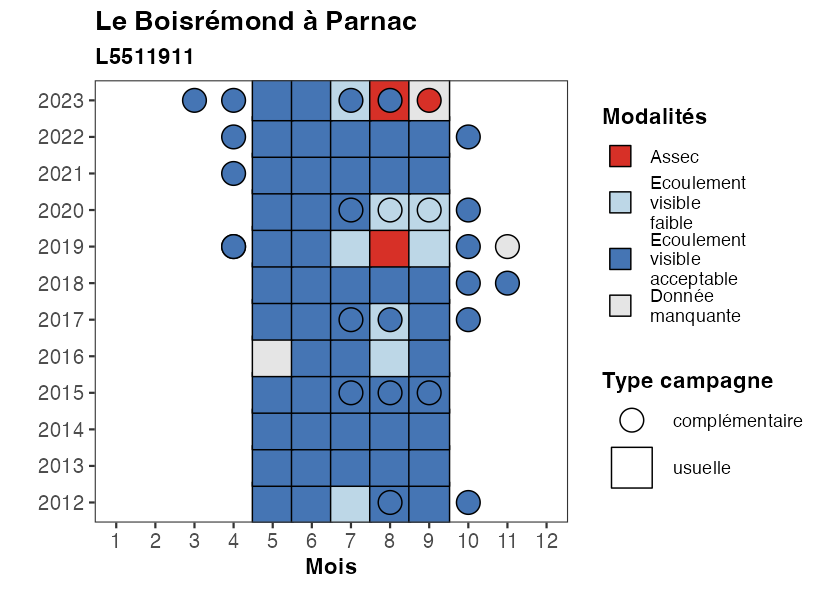 Le Boisrémond à Parnac
L5511911
2023
2022
2021
2020
2019
2018
2017
2016
2015
2014
2013
2012
1 2 3 4 5 6 7 8 9 10 11 12
Mois
Modalités
Assec
Ecoulement
visible
faible
Ecoulement
visible
acceptable
Donnée
manquante
Type campagne
complémentaire
usuelle